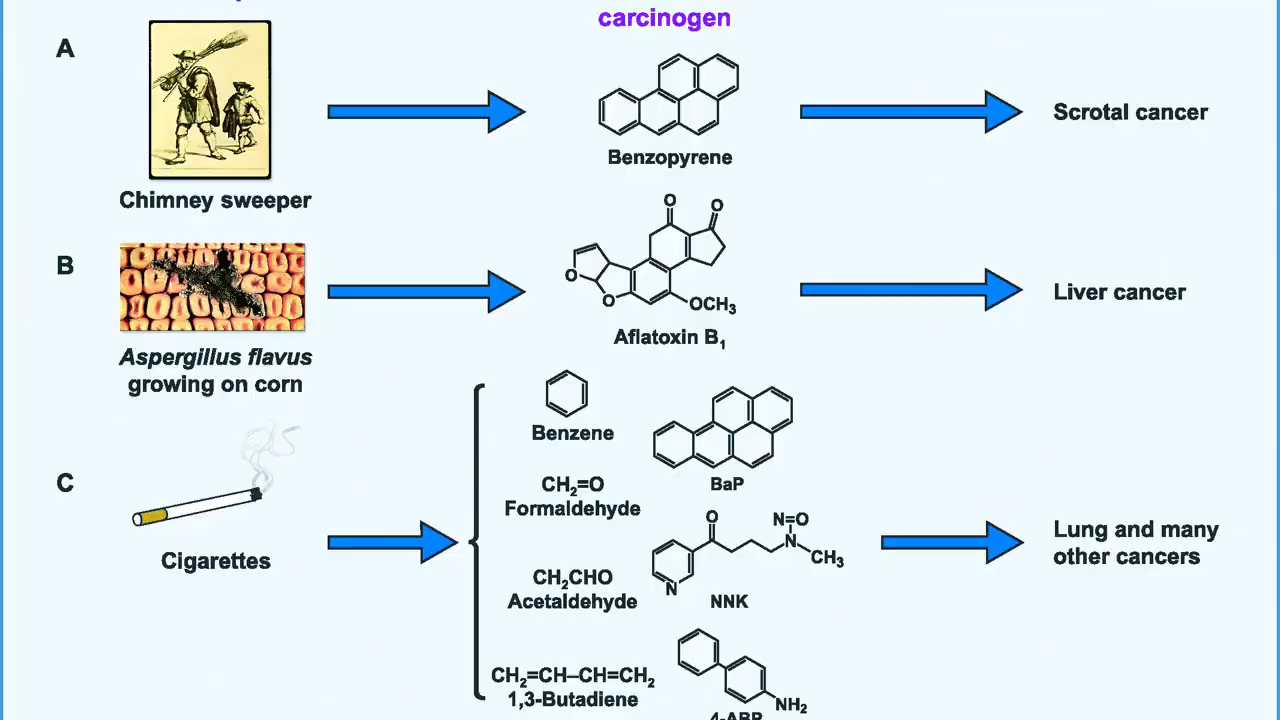 carcinogen
A
Chimney sweeper
Benzopyrene
Scrotal cancer
B
Aspergillus flavus
growing on corn
O
O
O
O
OCH₃
Aflatoxin B₁
Liver cancer
C
Cigarettes
Benzene
BaP
CH₂=O
Formaldehyde
O
N=O
N
CH₃
N
NNK
CH₂CHO
Acetaldehyde
CH₂=CH–CH=CH₂
1,3-Butadiene
NH₂
4-ABP
Lung and many
other cancers